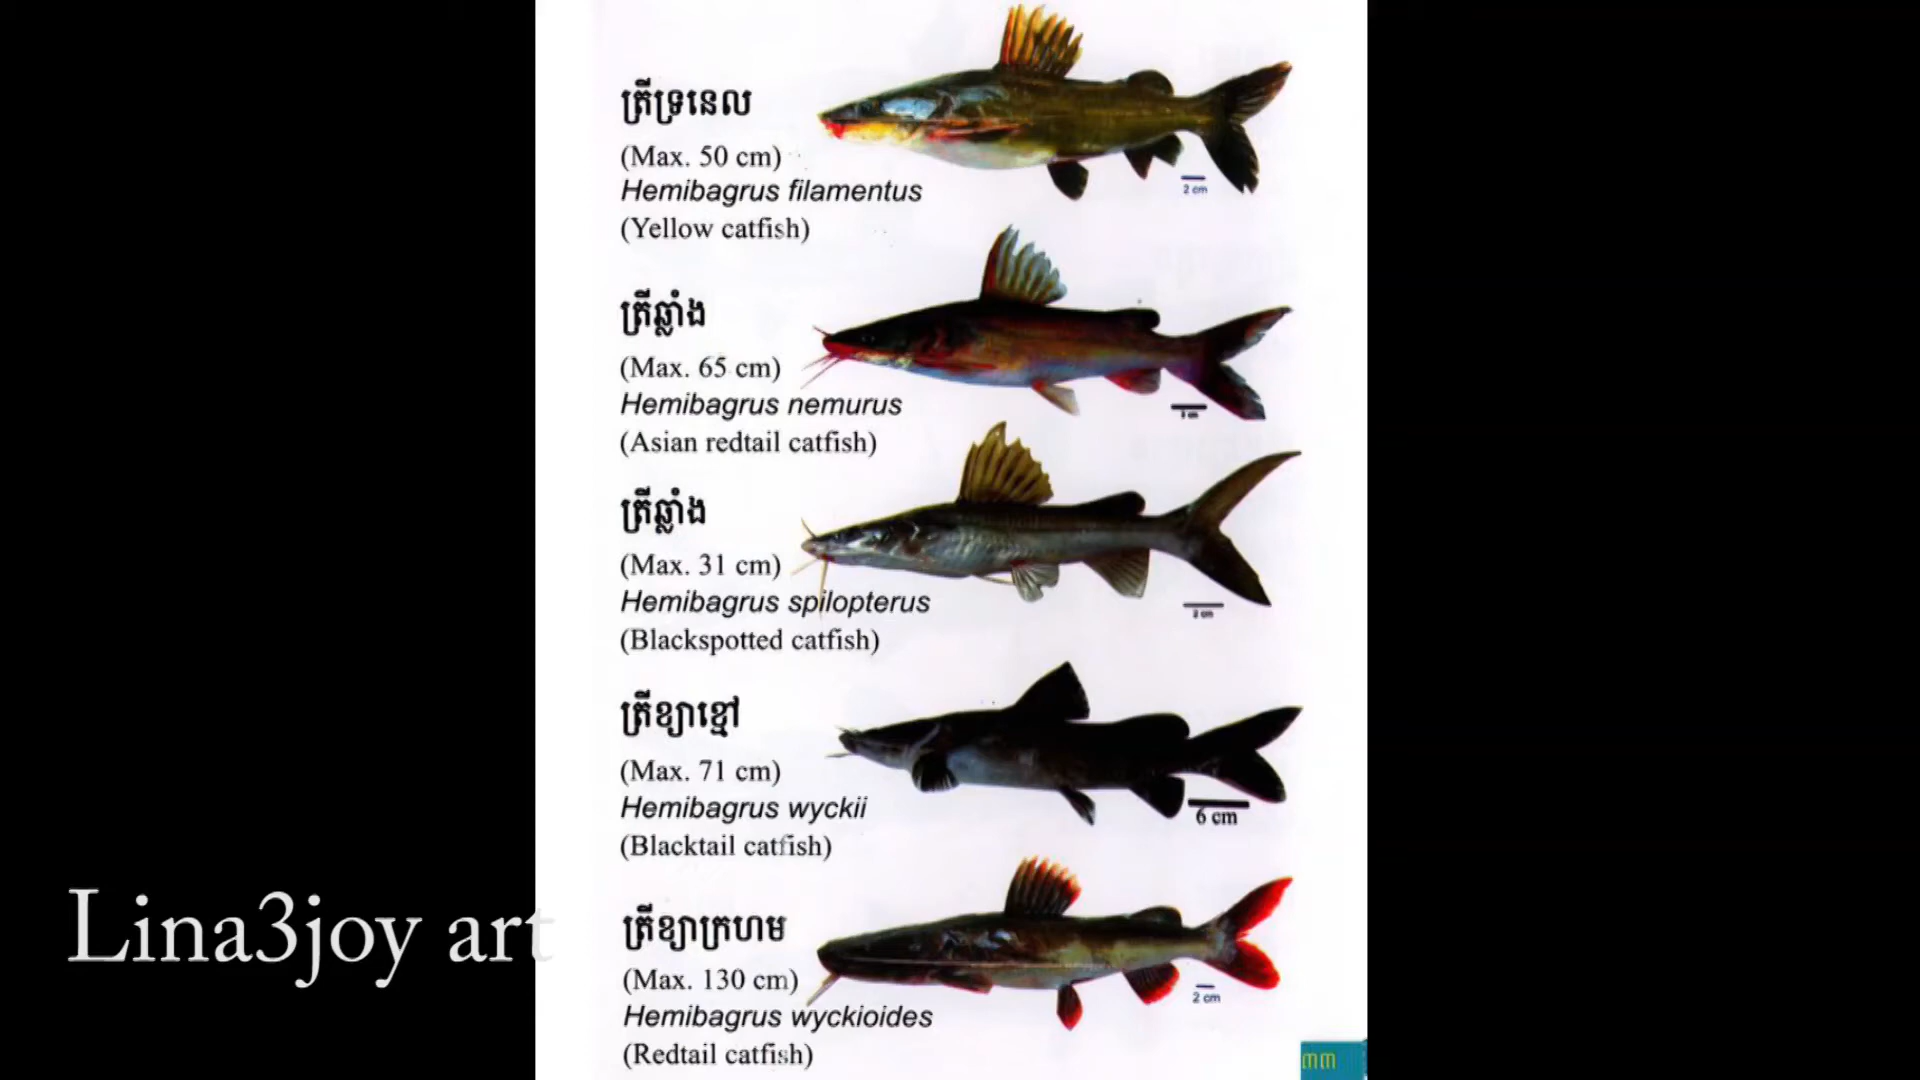 ត្រីទ្រនេល
(Max. 50 cm)
Hemibagrus filamentus
(Yellow catfish)
2 cm
ត្រីឆ្លាំង
(Max. 65 cm)
Hemibagrus nemurus
(Asian redtail catfish)
ត្រីឆ្លាំង
(Max. 31 cm)
Hemibagrus spilopterus
(Blackspotted catfish)
2 cm
ត្រីខ្យាខ្មៅ
(Max. 71 cm)
Hemibagrus wyckii
(Blacktail catfish)
6 cm
ត្រីខ្យាក្រហម
(Max. 130 cm)
Hemibagrus wyckioides
(Redtail catfish)
2 cm
Lina3joy art